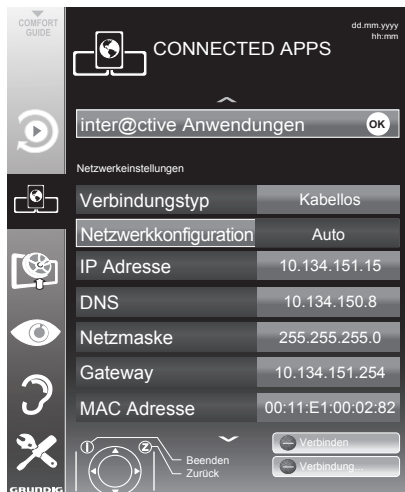 COMFORT
GUIDE
CONNECTED APPS
dd.mm.yyyy
hh:mm
inter@ctive Anwendungen OK
Netzwerkeinstellungen
Verbindungstyp Kabellos
Netzwerkkonfiguration Auto
IP Adresse 10.134.151.15
DNS 10.134.150.8
Netzmaske 255.255.255.0
Gateway 10.134.151.254
MAC Adresse 00:11:E1:00:02:82
1 2
Beenden
Zurück
Verbinden
Verbindung...
GRUNDIG